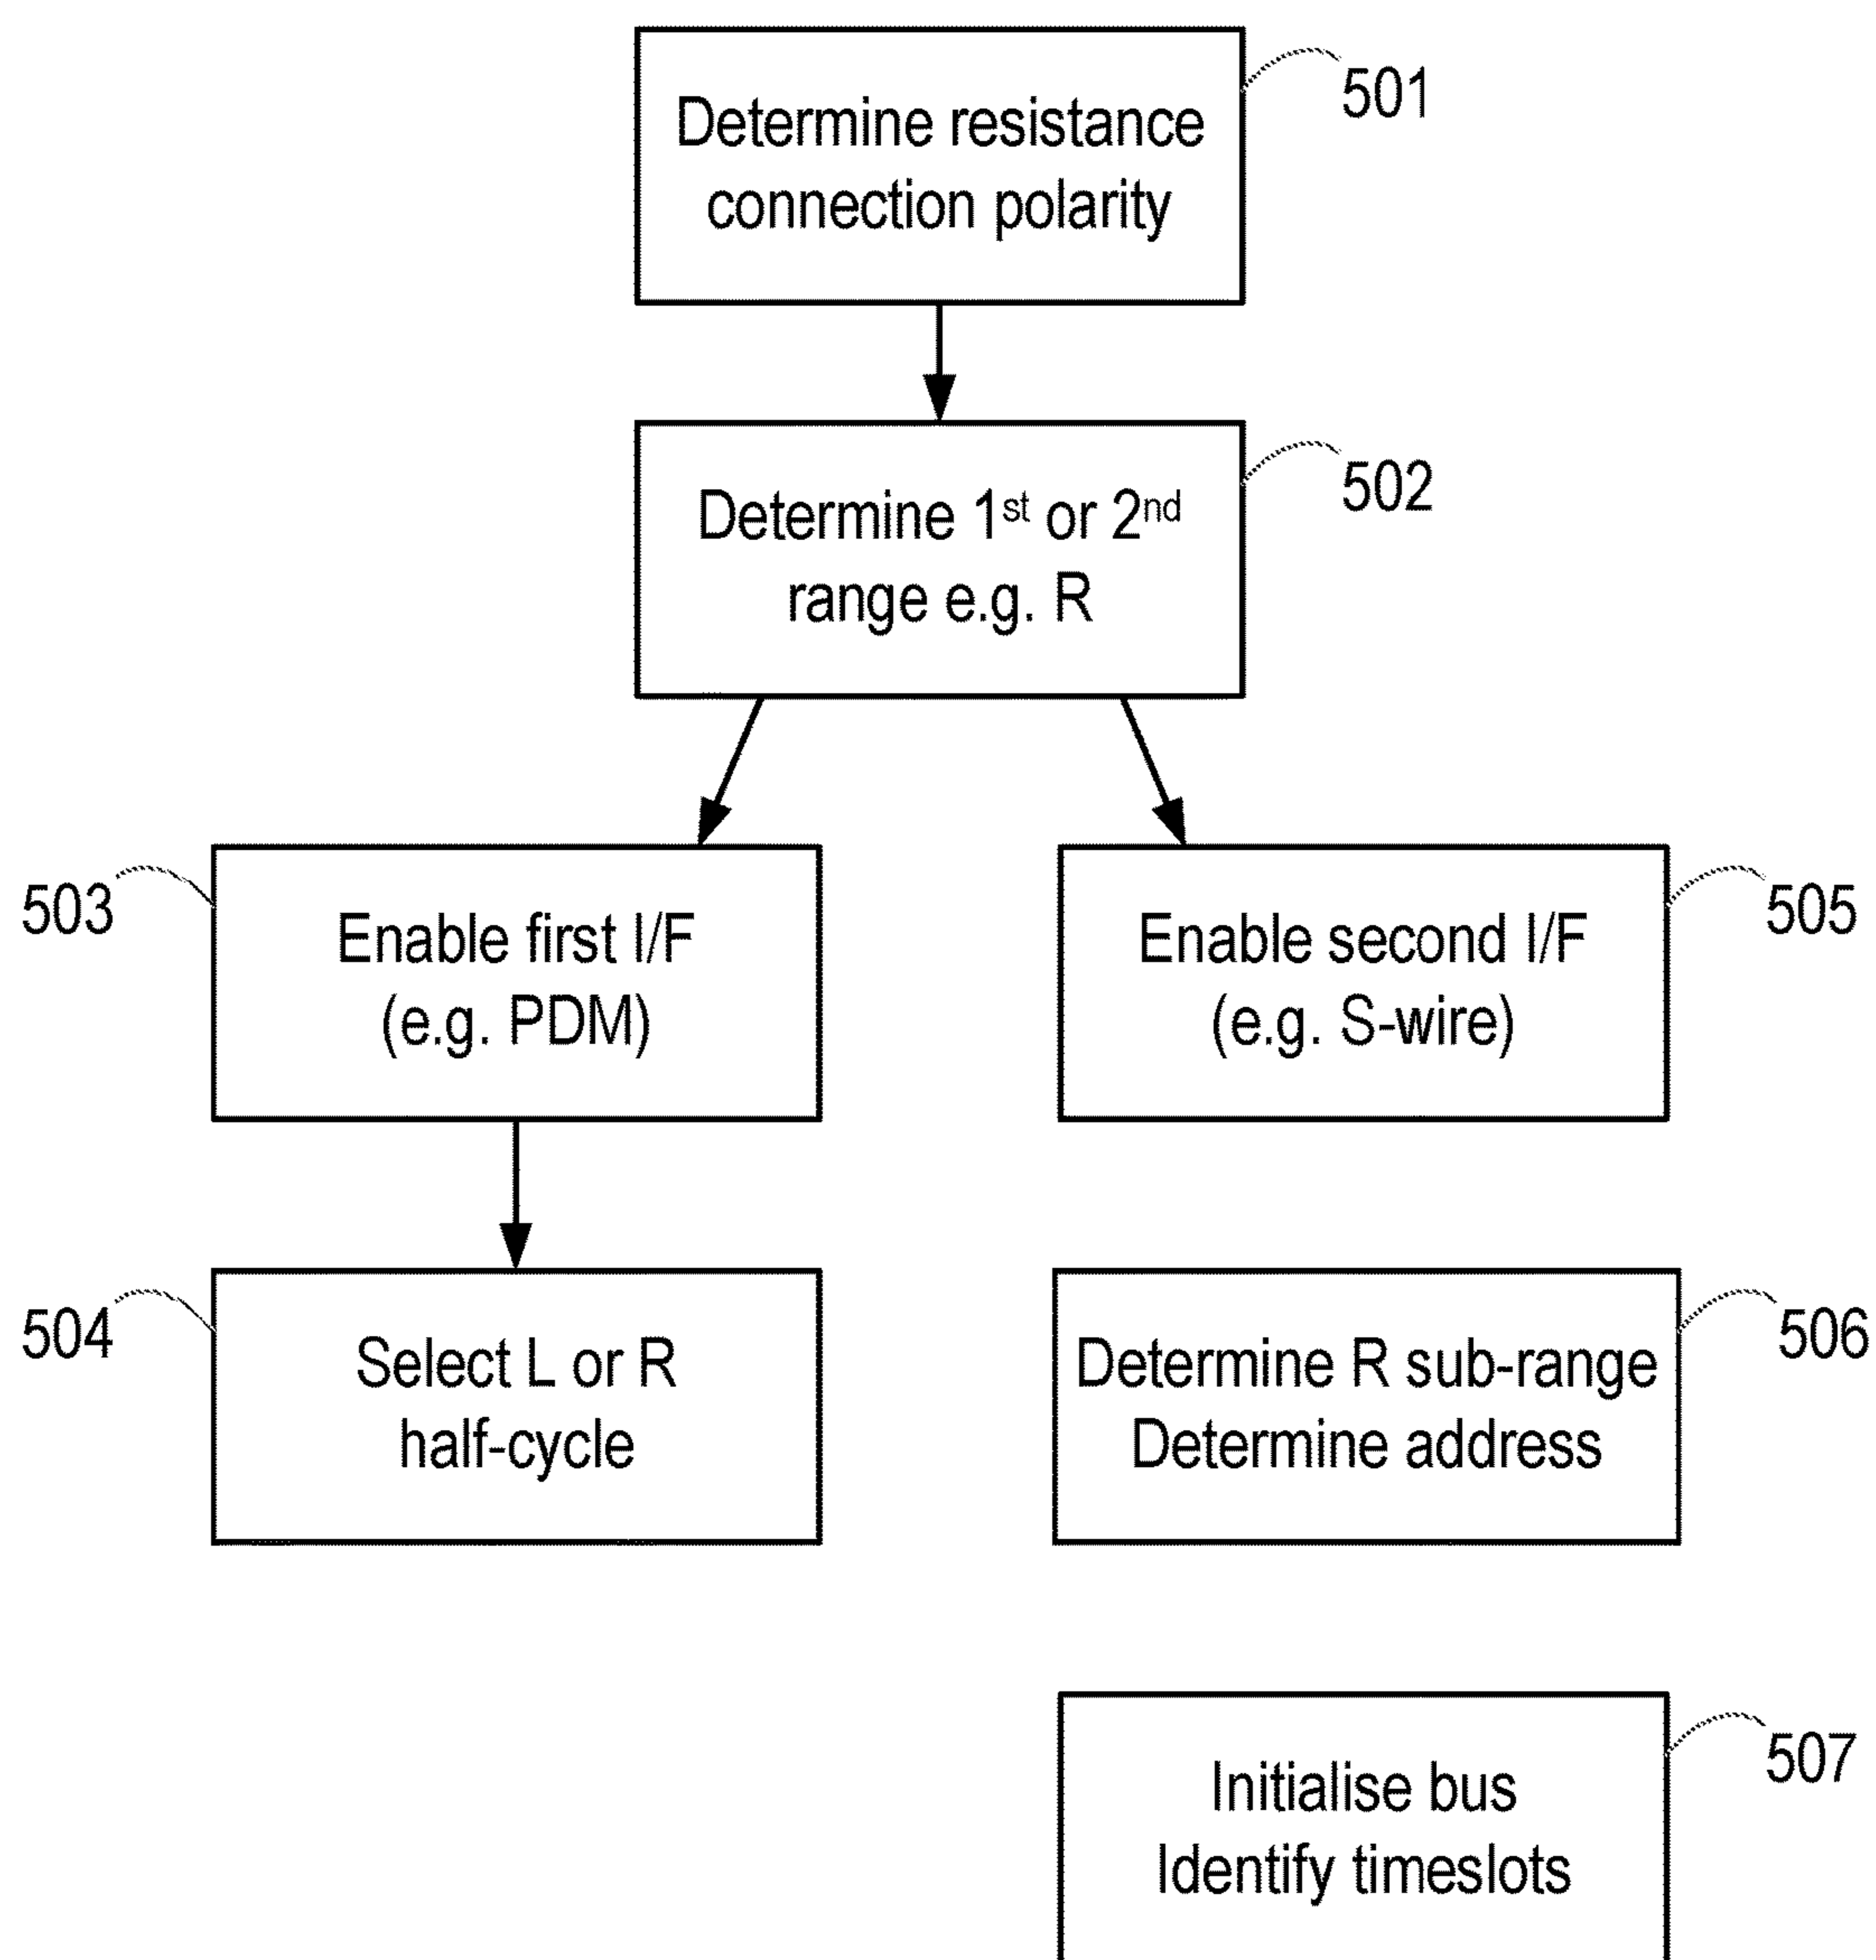 Determine resistance
connection polarity
501
Determine 1st or 2nd
range e.g. R
502
503
Enable first I/F
(e.g. PDM)
Enable second I/F
(e.g. S-wire)
505
504
Select L or R
half-cycle
Determine R sub-range
Determine address
506
Initialise bus
Identify timeslots
507